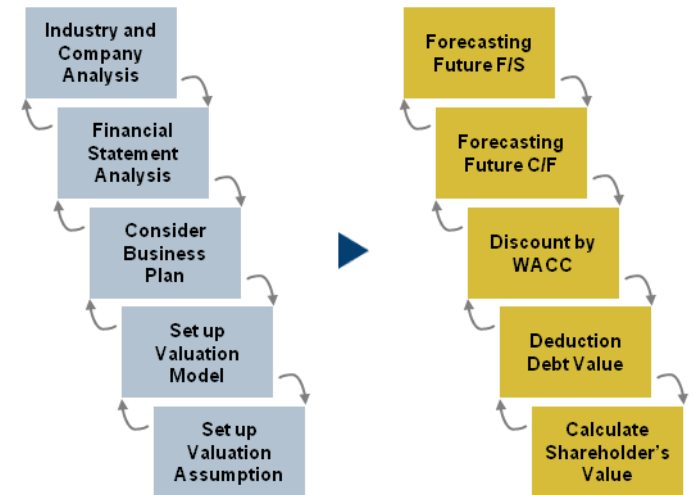 Industry and
Company
Analysis
Financial
Statement
Analysis
Consider
Business
Plan
Set up
Valuation
Model
Set up
Valuation
Assumption
Forecasting
Future F/S
Forecasting
Future C/F
Discount by
WACC
Deduction
Debt Value
Calculate
Shareholder's
Value